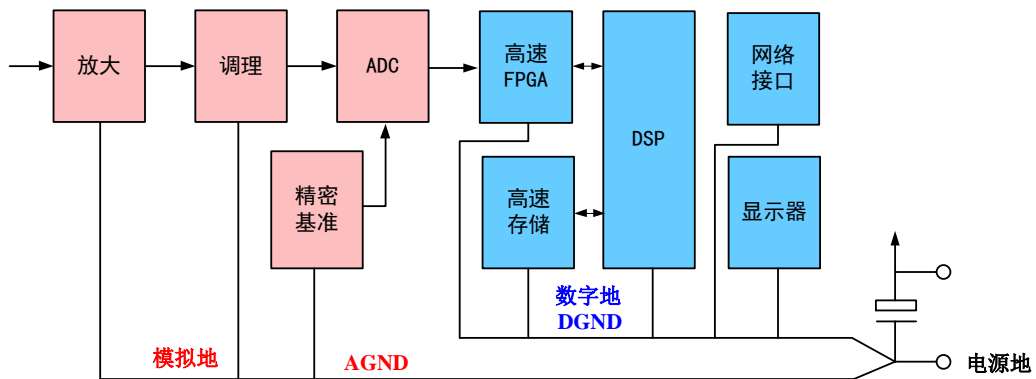 放大
调理
ADC
高速
FPGA
DSP
网络
接口
精密
基准
高速
存储
显示器
数字地
DGND
模拟地
AGND
电源地